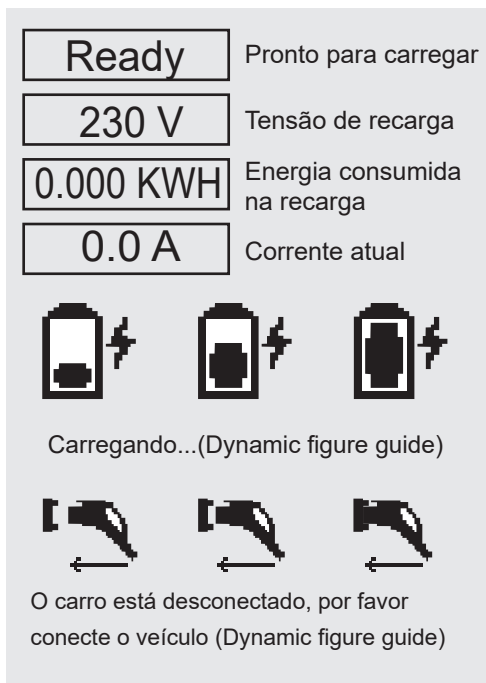 Ready Pronto para carregar
230 V Tensão de recarga
0.000 KWH Energia consumida
na recarga
0.0 A Corrente atual
Carregando...(Dynamic figure guide)
O carro está desconectado, por favor
conecte o veículo (Dynamic figure guide)